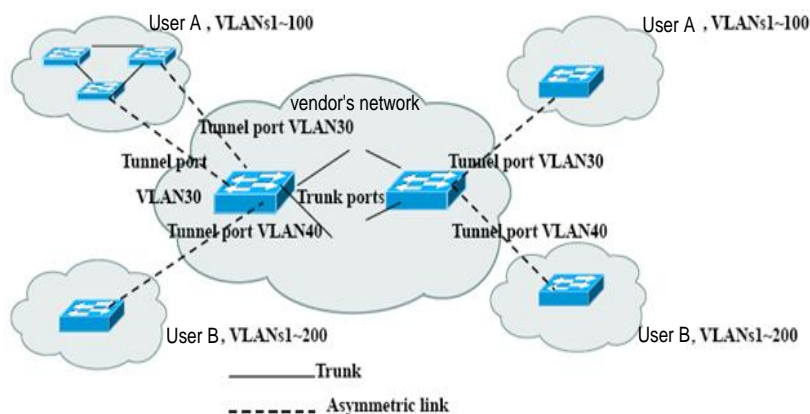 User A , VLANs1~100
User A , VLANs1~100
vendor's network
Tunnel port VLAN30
Tunnel port
VLAN30
Tunnel port VLAN30
Trunk ports
Tunnel port VLAN40
Tunnel port VLAN40
User B, VLANs1~200
User B, VLANs1~200
Trunk
Asymmetric link